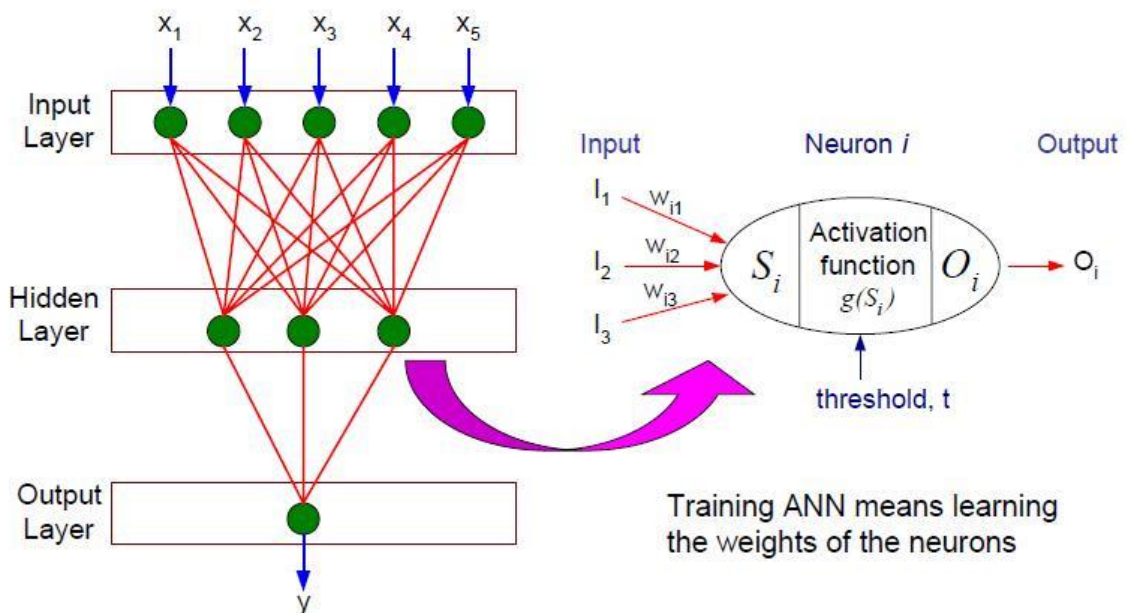 x1 x2 x3 x4 x5
Input
Layer
Hidden
Layer
Output
Layer
y
Input Neuron i Output
I1 wi1
I2 wi2
I3 wi3
Si
Activation
function
g(Si)
Oi
Oi
threshold, t
Training ANN means learning
the weights of the neurons